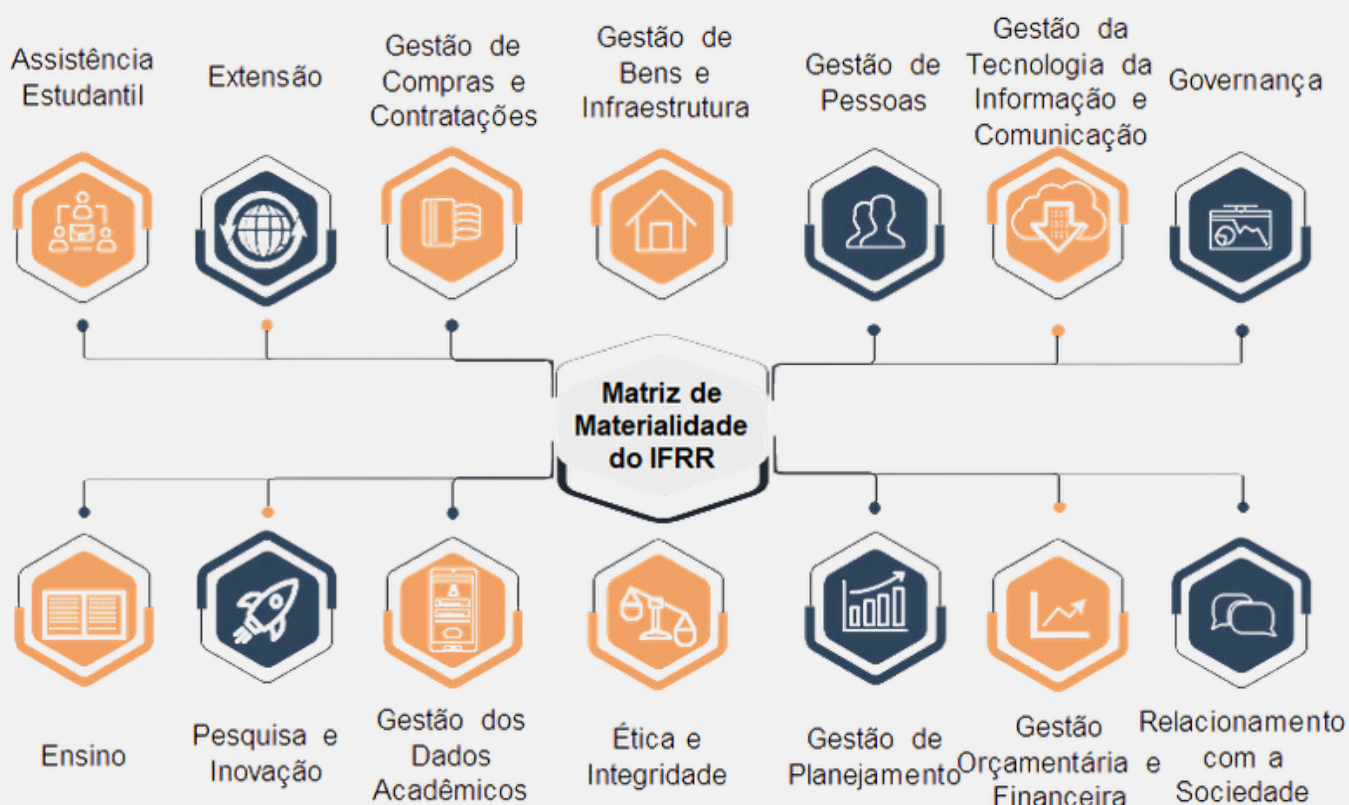 Assistência
Estudantil
Extensão
Gestão de
Compras e
Contratações
Gestão de
Bens e
Infraestrutura
Gestão de
Pessoas
Gestão da
Tecnologia da
Informação e
Comunicação
Governança
Matriz de
Materialidade
do IFRR
Ensino
Pesquisa e
Inovação
Gestão dos
Dados
Acadêmicos
Ética e
Integridade
Gestão de
Planejamento
Gestão
Orçamentária e
Financeira
Relacionamento
com a
Sociedade